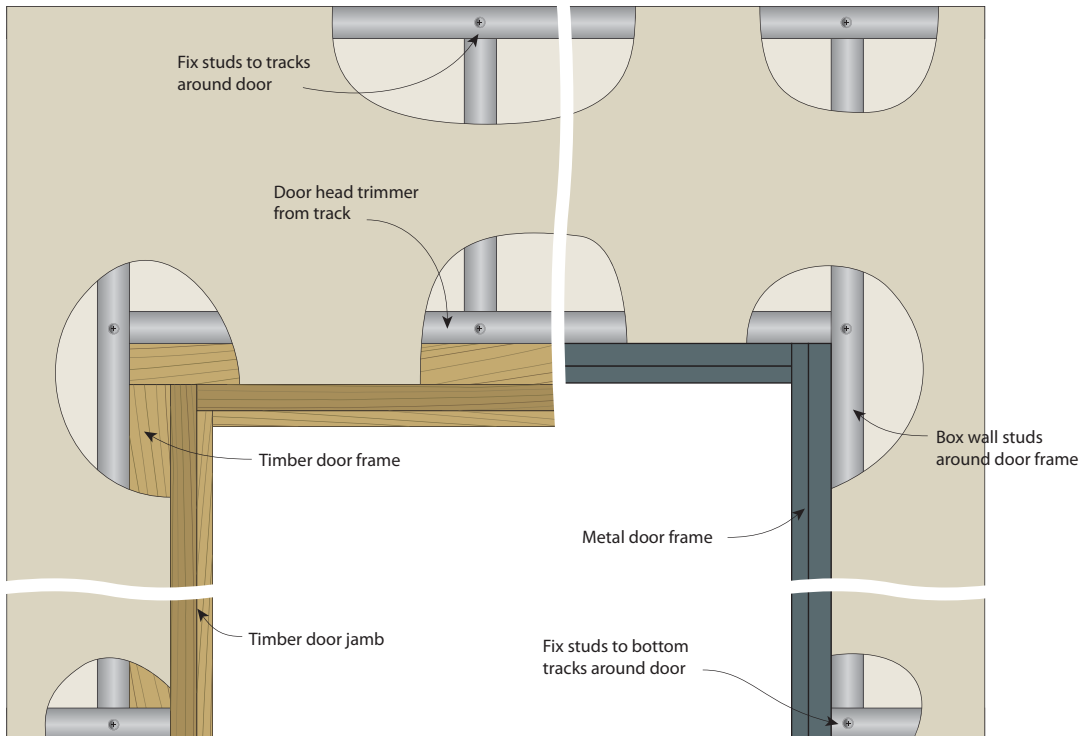 Fix studs to tracks
around door
Door head trimmer
from track
Box wall studs
around door frame
Timber door frame
Metal door frame
Timber door jamb
Fix studs to bottom
tracks around door